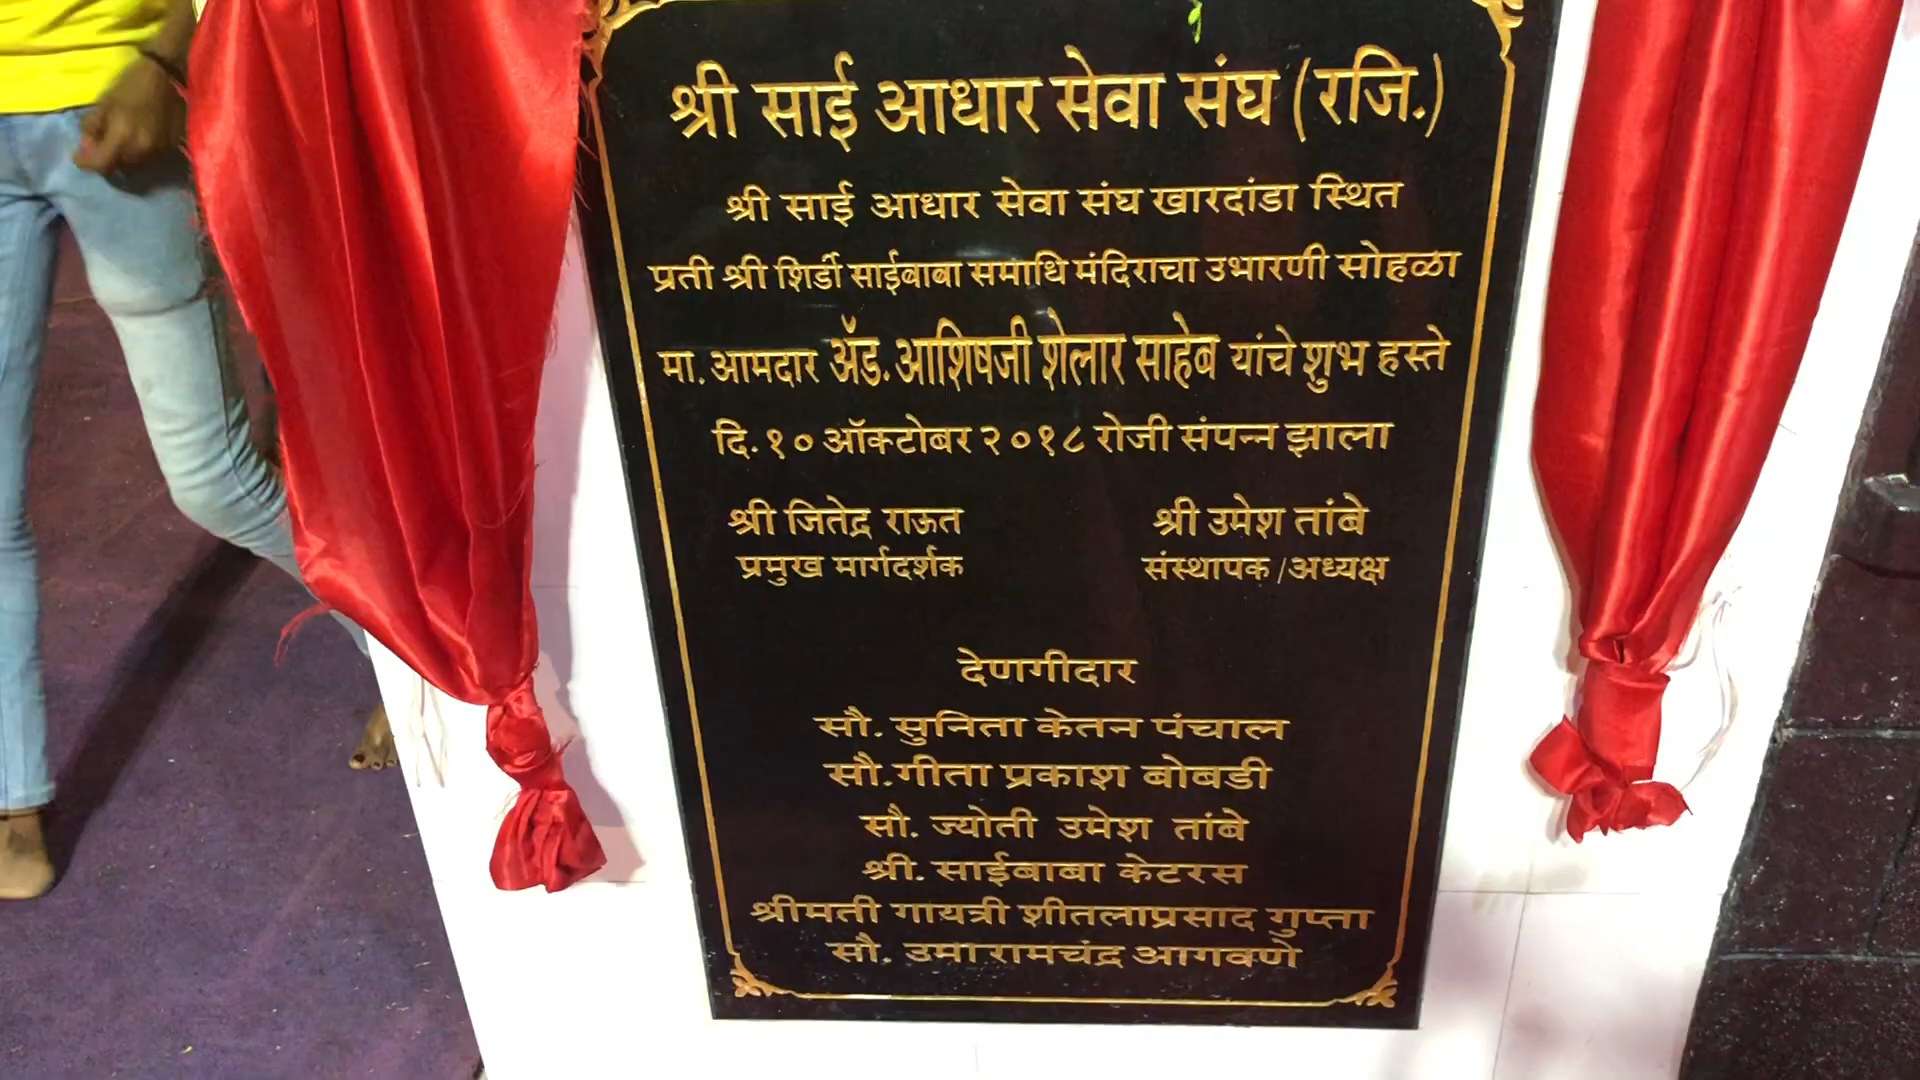 श्री साई आधार सेवा संघ (रजि.)
श्री साई आधार सेवा संघ खारदांडा स्थित
प्रती श्री शिर्डी साईबाबा समाधि मंदिराचा उभारणी सोहळा
मा. आमदार ॲड. आशिषजी शेलार साहेब यांचे शुभ हस्ते
दि. १० ऑक्टोबर २०१८ रोजी संपन्न झाला
श्री जितेद्र राऊत श्री उमेश तांबे
प्रमुख मार्गदर्शक संस्थापक /अध्यक्ष
देणगीदार
सौ. सुनिता केतन पंचाल
सौ. गीता प्रकाश बोबडी
सौ. ज्योती उमेश तांबे
श्री. साईबाबा केटरस
श्रीमती गायत्री शीतलाप्रसाद गुप्ता
सौ. उमा रामचंद्र आगवणे